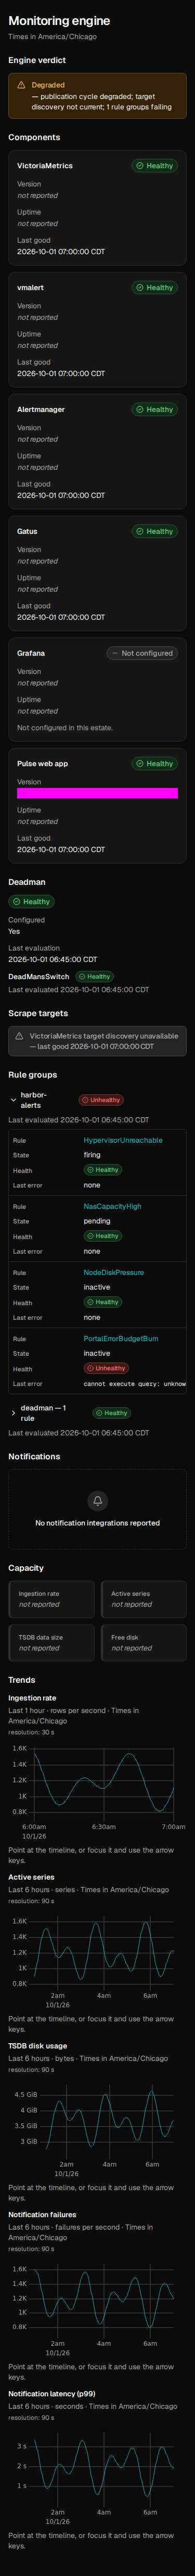 Monitoring engine
Times in America/Chicago
Engine verdict
Degraded
— publication cycle degraded; target
discovery not current; 1 rule groups failing
Components
VictoriaMetrics
Healthy
Version
not reported
Uptime
not reported
Last good
2026-10-01 07:00:00 CDT
vmalert
Healthy
Version
not reported
Uptime
not reported
Last good
2026-10-01 07:00:00 CDT
Alertmanager
Healthy
Version
not reported
Uptime
not reported
Last good
2026-10-01 07:00:00 CDT
Gatus
Healthy
Version
not reported
Uptime
not reported
Last good
2026-10-01 07:00:00 CDT
Grafana
Not configured
Version
not reported
Uptime
not reported
Not configured in this estate.
Pulse web app
Healthy
Version
Uptime
not reported
Last good
2026-10-01 07:00:00 CDT
Deadman
Healthy
Configured
Yes
Last evaluation
2026-10-01 06:45:00 CDT
DeadMansSwitch
Healthy
Last evaluated 2026-10-01 06:45:00 CDT
Scrape targets
VictoriaMetrics target discovery unavailable
— last good 2026-10-01 07:00:00 CDT
Rule groups
harbor-
alerts
Unhealthy
Last evaluated 2026-10-01 06:45:00 CDT
Rule HypervisorUnreachable
State firing
Health Healthy
Last error none
Rule NasCapacityHigh
State pending
Health Healthy
Last error none
Rule NodeDiskPressure
State inactive
Health Healthy
Last error none
Rule PortalErrorBudgetBurn
State inactive
Health Unhealthy
Last error cannot execute query: unknow
deadman — 1
rule
Healthy
Last evaluated 2026-10-01 06:45:00 CDT
Notifications
No notification integrations reported
Capacity
Ingestion rate
not reported
Active series
not reported
TSDB data size
not reported
Free disk
not reported
Trends
Ingestion rate
Last 1 hour · rows per second · Times in
America/Chicago
resolution: 30 s
1.6K
1.4K
1.2K
1K
0.8K
6:00am 6:30am 7:00am
10/1/26
Point at the timeline, or focus it and use the arrow
keys.
Active series
Last 6 hours · series · Times in America/Chicago
resolution: 90 s
1.6K
1.4K
1.2K
1K
0.8K
2am 4am 6am
10/1/26
Point at the timeline, or focus it and use the arrow
keys.
TSDB disk usage
Last 6 hours · bytes · Times in America/Chicago
resolution: 90 s
4.5 GiB
4 GiB
3.5 GiB
3 GiB
2am 4am 6am
10/1/26
Point at the timeline, or focus it and use the arrow
keys.
Notification failures
Last 6 hours · failures per second · Times in
America/Chicago
resolution: 90 s
1.6K
1.4K
1.2K
1K
0.8K
2am 4am 6am
10/1/26
Point at the timeline, or focus it and use the arrow
keys.
Notification latency (p99)
Last 6 hours · seconds · Times in America/Chicago
resolution: 90 s
3 s
2 s
1 s
2am 4am 6am
10/1/26
Point at the timeline, or focus it and use the arrow
keys.